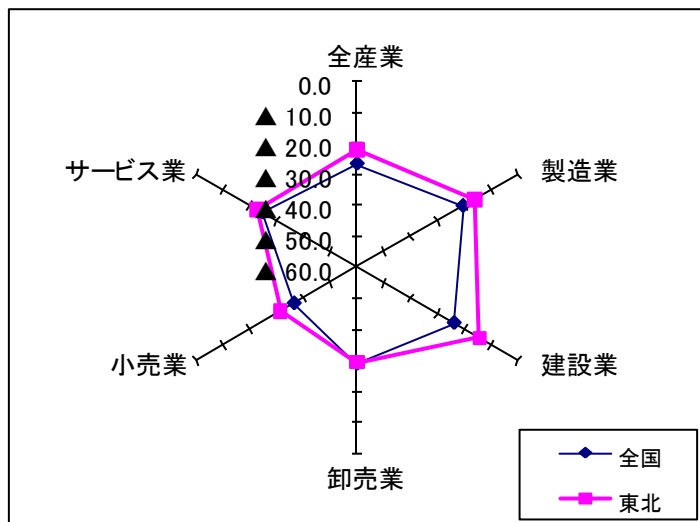 全産業
0.0
▲ 10.0
▲ 20.0
▲ 30.0
▲ 40.0
▲ 50.0
▲ 60.0
サービス業
製造業
小売業
建設業
卸売業
全国
東北